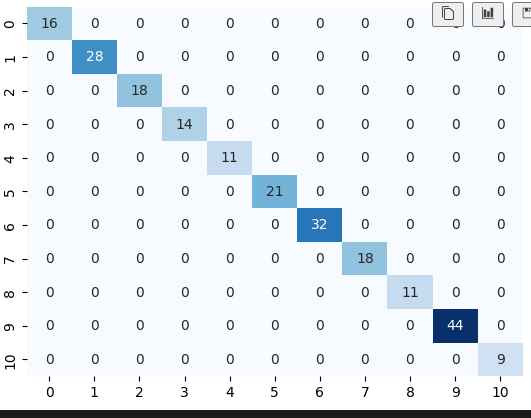 0 16 0 0 0 0 0 0 0 0
1 0 28 0 0 0 0 0 0 0 0 0
2 0 0 18 0 0 0 0 0 0 0 0
3 0 0 0 14 0 0 0 0 0 0 0
4 0 0 0 0 11 0 0 0 0 0 0
5 0 0 0 0 0 21 0 0 0 0 0
6 0 0 0 0 0 0 32 0 0 0 0
7 0 0 0 0 0 0 0 18 0 0 0
8 0 0 0 0 0 0 0 0 11 0 0
9 0 0 0 0 0 0 0 0 0 44 0
10 0 0 0 0 0 0 0 0 0 0 9
0 1 2 3 4 5 6 7 8 9 10